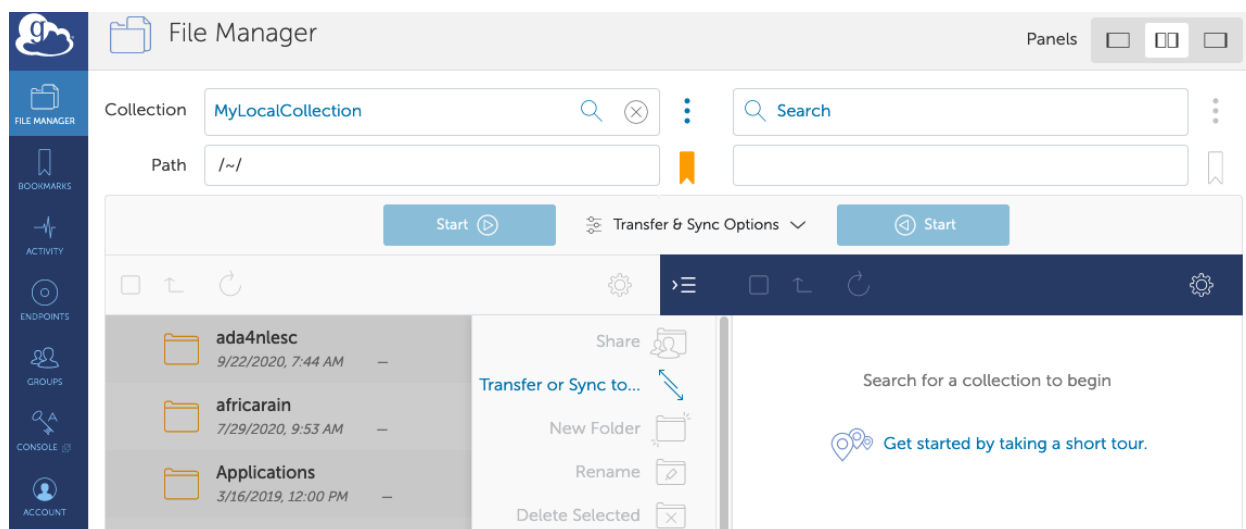 g
File Manager
Panels
FILE MANAGER
BOOKMARKS
ACTIVITY
ENDPOINTS
GROUPS
CONSOLE
ACCOUNT
Collection
MyLocalCollection
Search
Path
/~/
Start
Transfer & Sync Options
Start
ada4nlesc
9/22/2020, 7:44 AM –
africarain
7/29/2020, 9:53 AM –
Applications
3/16/2019, 12:00 PM –
Share
Transfer or Sync to...
New Folder
Rename
Delete Selected
Search for a collection to begin
Get started by taking a short tour.